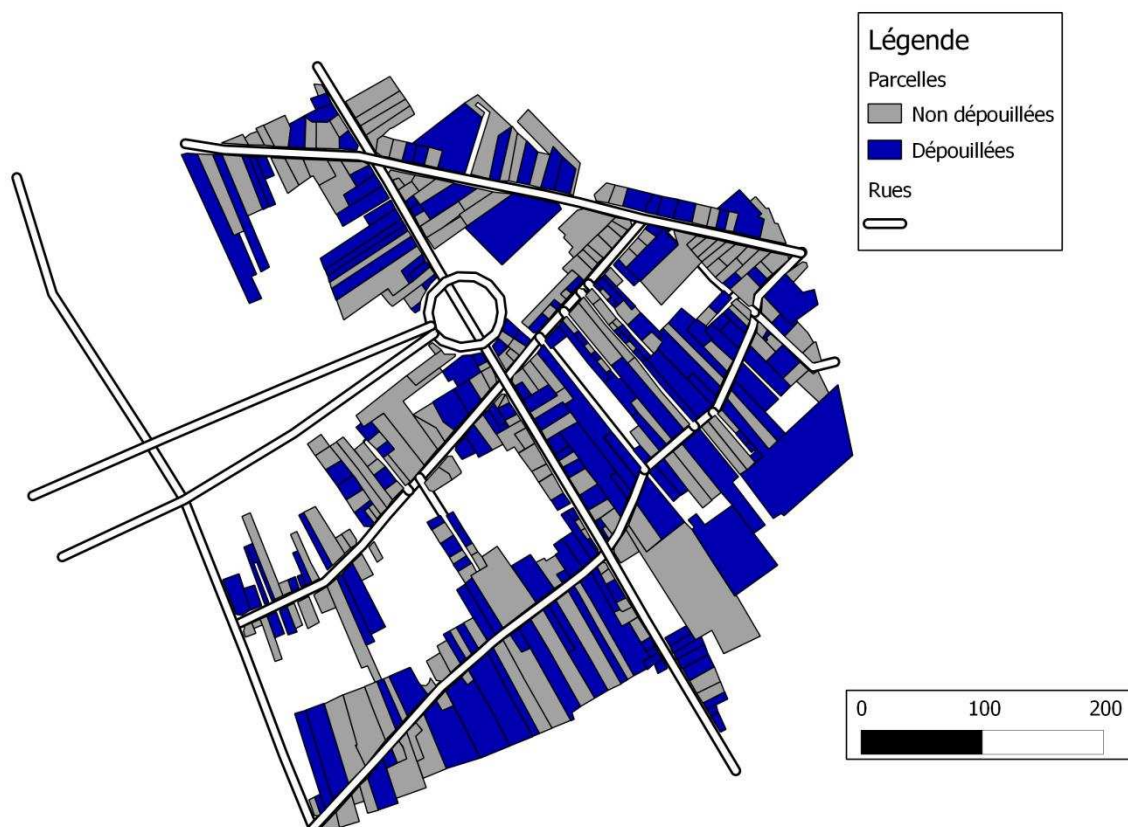 Légende
Parcelles
Non dépouillées
Dépouillées
Rues
0 100 200